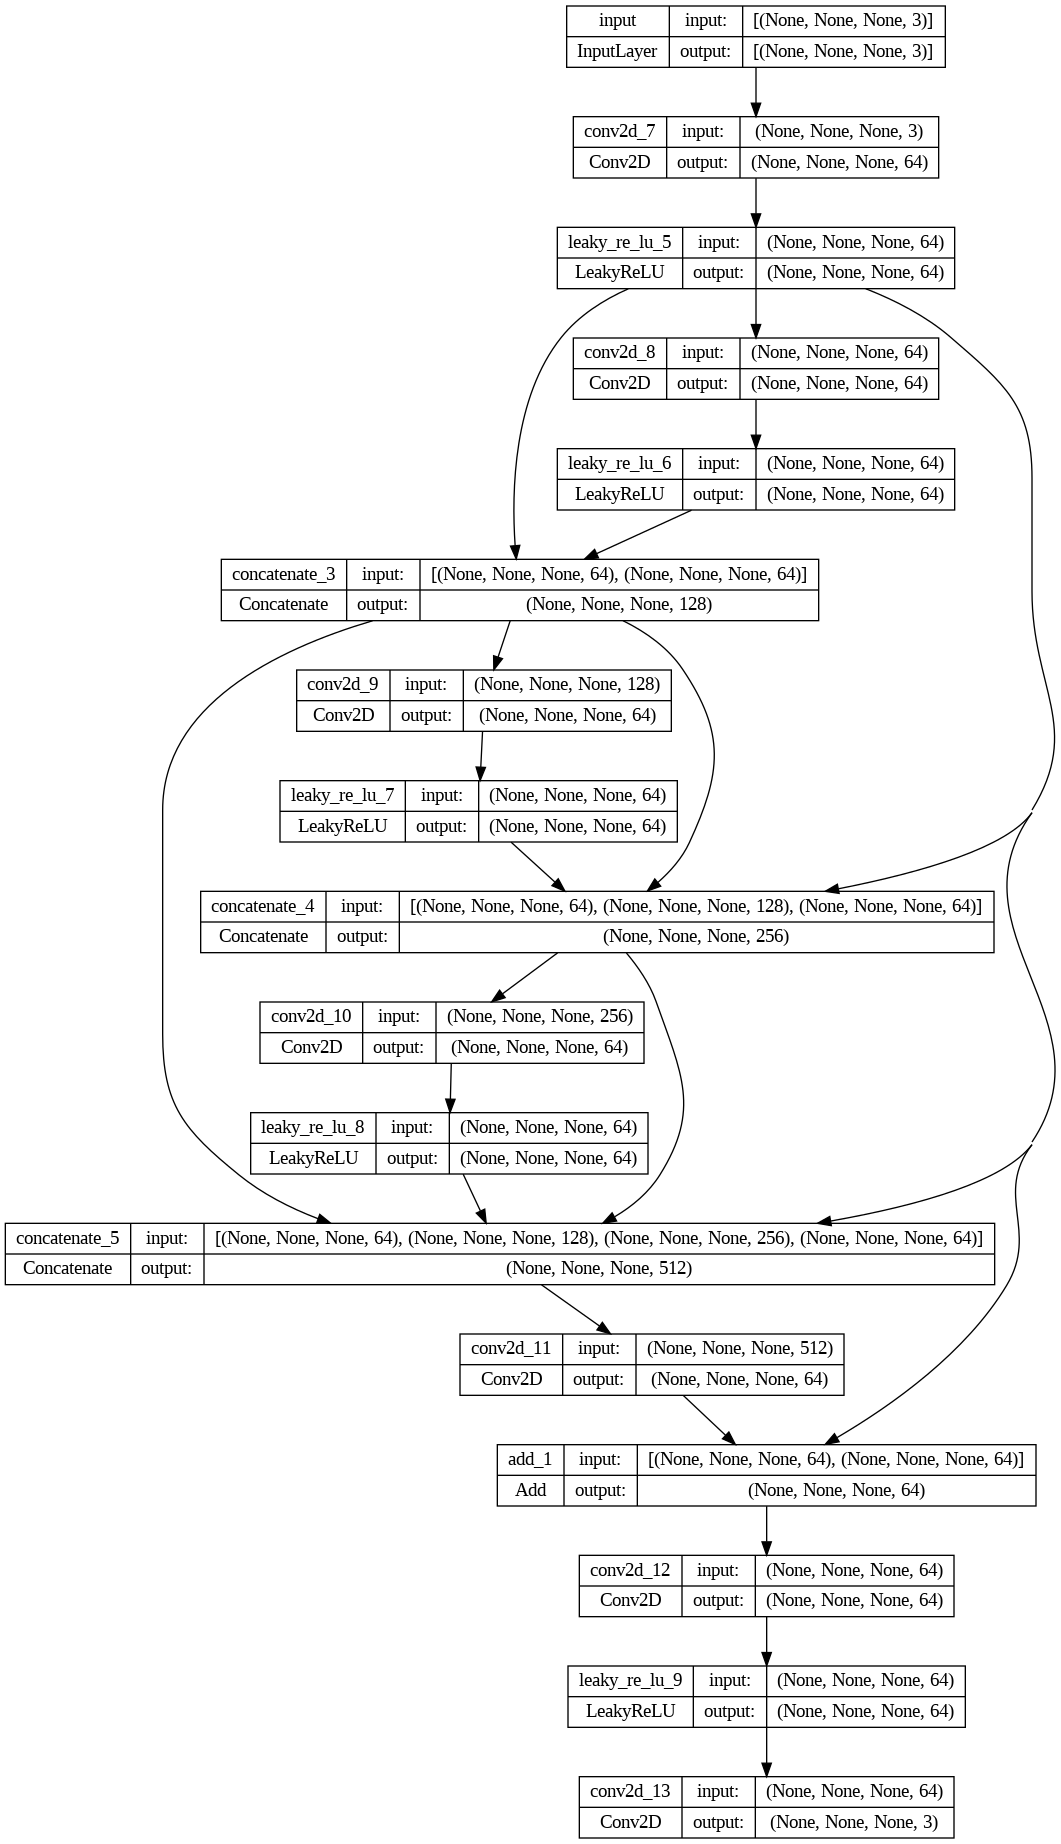 input input: [(None, None, None, 3)]
InputLayer output: [(None, None, None, 3)]
conv2d_7 input: (None, None, None, 3)
Conv2D output: (None, None, None, 64)
leaky_re_lu_5 input: (None, None, None, 64)
LeakyReLU output: (None, None, None, 64)
conv2d_8 input: (None, None, None, 64)
Conv2D output: (None, None, None, 64)
leaky_re_lu_6 input: (None, None, None, 64)
LeakyReLU output: (None, None, None, 64)
concatenate_3 input: [(None, None, None, 64), (None, None, None, 64)]
Concatenate output: (None, None, None, 128)
conv2d_9 input: (None, None, None, 128)
Conv2D output: (None, None, None, 64)
leaky_re_lu_7 input: (None, None, None, 64)
LeakyReLU output: (None, None, None, 64)
concatenate_4 input: [(None, None, None, 64), (None, None, None, 128), (None, None, None, 64)]
Concatenate output: (None, None, None, 256)
conv2d_10 input: (None, None, None, 256)
Conv2D output: (None, None, None, 64)
leaky_re_lu_8 input: (None, None, None, 64)
LeakyReLU output: (None, None, None, 64)
concatenate_5 input: [(None, None, None, 64), (None, None, None, 128), (None, None, None, 256), (None, None, None, 64)]
Concatenate output: (None, None, None, 512)
conv2d_11 input: (None, None, None, 512)
Conv2D output: (None, None, None, 64)
add_1 input: [(None, None, None, 64), (None, None, None, 64)]
Add output: (None, None, None, 64)
conv2d_12 input: (None, None, None, 64)
Conv2D output: (None, None, None, 64)
leaky_re_lu_9 input: (None, None, None, 64)
LeakyReLU output: (None, None, None, 64)
conv2d_13 input: (None, None, None, 64)
Conv2D output: (None, None, None, 3)